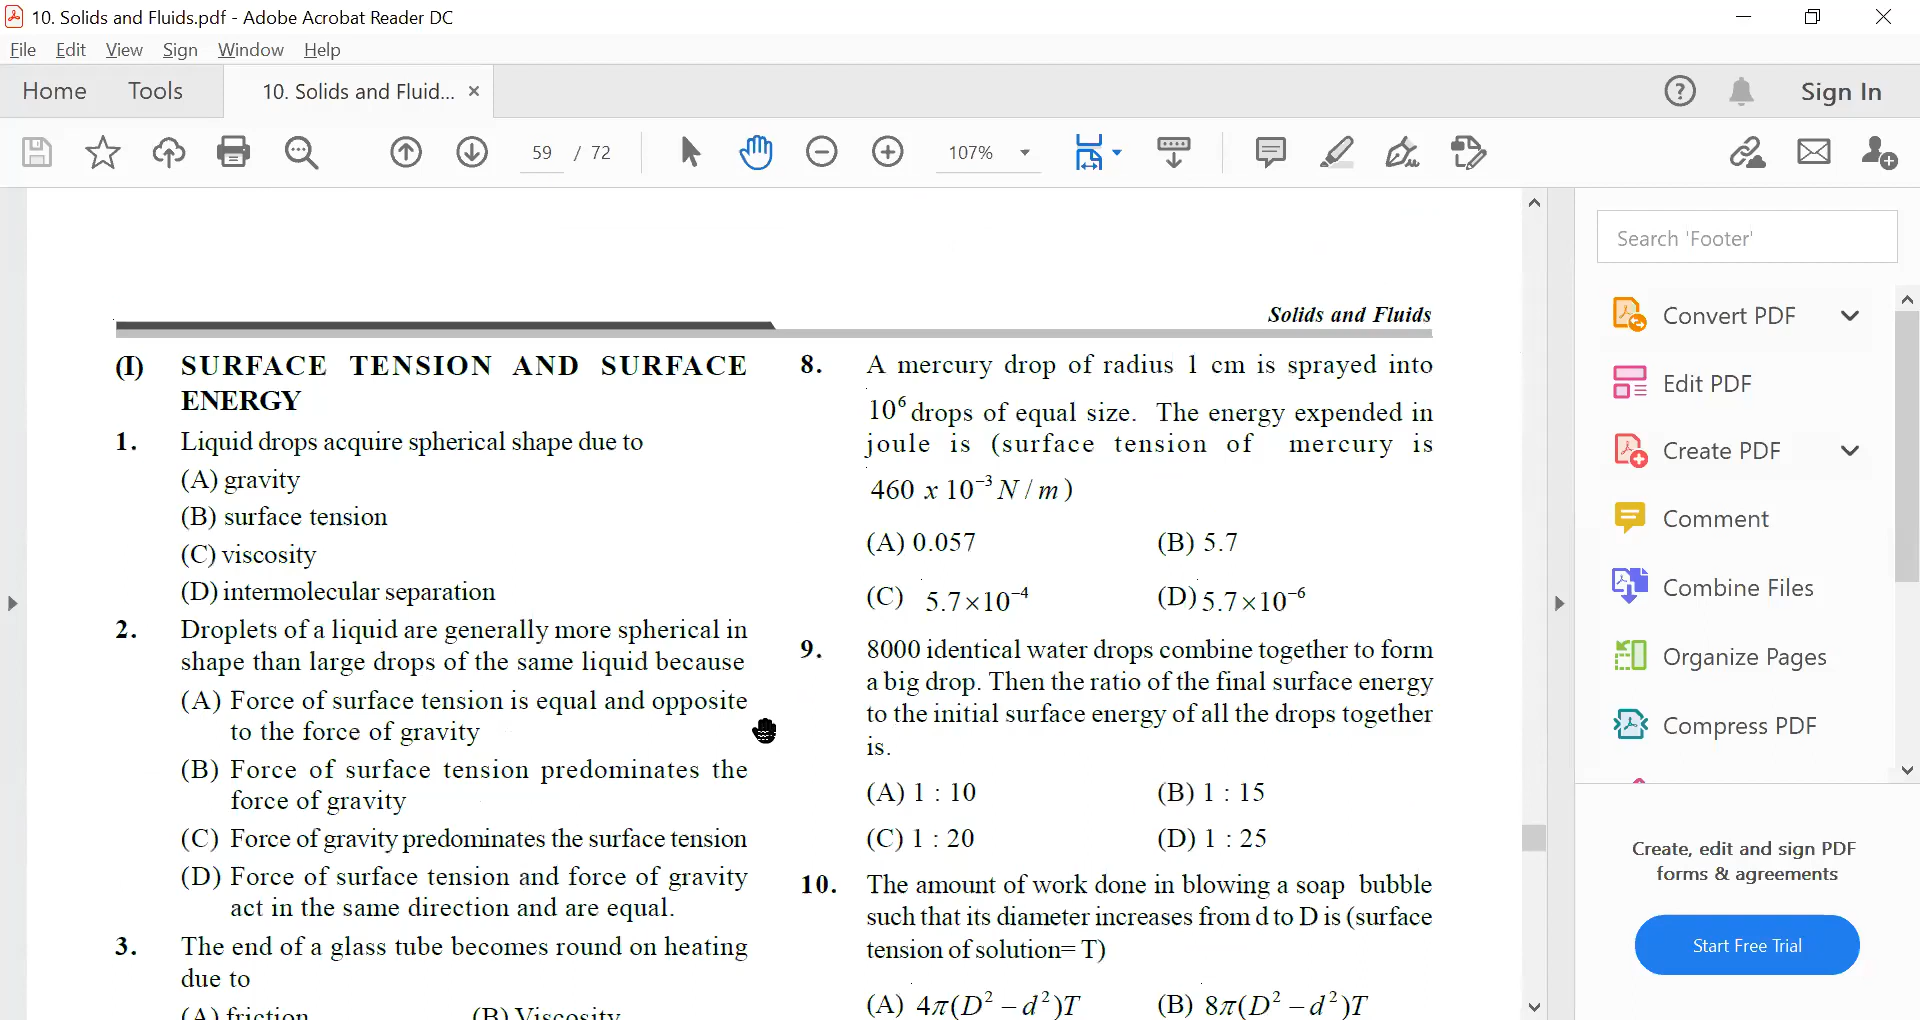 10. Solids and Fluids.pdf - Adobe Acrobat Reader DC
File Edit View Sign Window Help
Home Tools 10. Solids and Fluid... × Sign In
59 / 72 107%
Solids and Fluids
(I) SURFACE TENSION AND SURFACE
ENERGY
1. Liquid drops acquire spherical shape due to
(A) gravity
(B) surface tension
(C) viscosity
(D) intermolecular separation
2. Droplets of a liquid are generally more spherical in
shape than large drops of the same liquid because
(A) Force of surface tension is equal and opposite
to the force of gravity
(B) Force of surface tension predominates the
force of gravity
(C) Force of gravity predominates the surface tension
(D) Force of surface tension and force of gravity
act in the same direction and are equal.
3. The end of a glass tube becomes round on heating
due to
(A) friction (B) Viscosity
8. A mercury drop of radius 1 cm is sprayed into
10⁶ drops of equal size. The energy expended in
joule is (surface tension of mercury is
460 x 10⁻³ N / m )
(A) 0.057 (B) 5.7
(C) 5.7×10⁻⁴ (D) 5.7×10⁻⁶
9. 8000 identical water drops combine together to form
a big drop. Then the ratio of the final surface energy
to the initial surface energy of all the drops together
is.
(A) 1 : 10 (B) 1 : 15
(C) 1 : 20 (D) 1 : 25
10. The amount of work done in blowing a soap bubble
such that its diameter increases from d to D is (surface
tension of solution= T)
(A) 4π(D² – d²)T (B) 8π(D² – d²)T
Search 'Footer'
Convert PDF
Edit PDF
Create PDF
Comment
Combine Files
Organize Pages
Compress PDF
Create, edit and sign PDF
forms & agreements
Start Free Trial